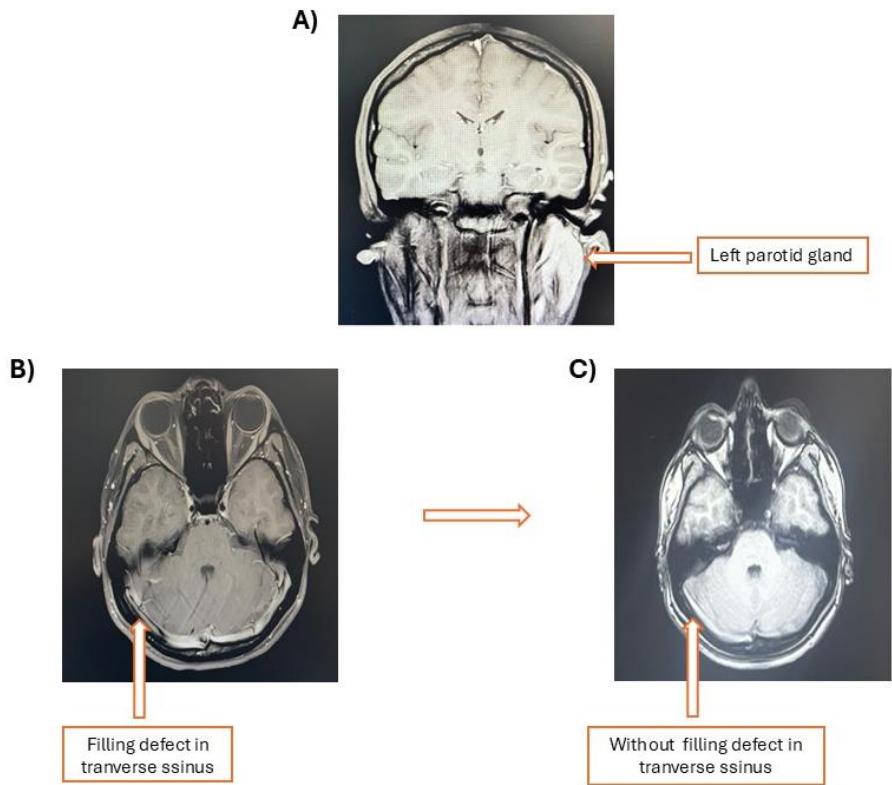 A)
Left parotid gland
B)
C)
Filling defect in
tranverse ssinus
Without filling defect in
tranverse ssinus